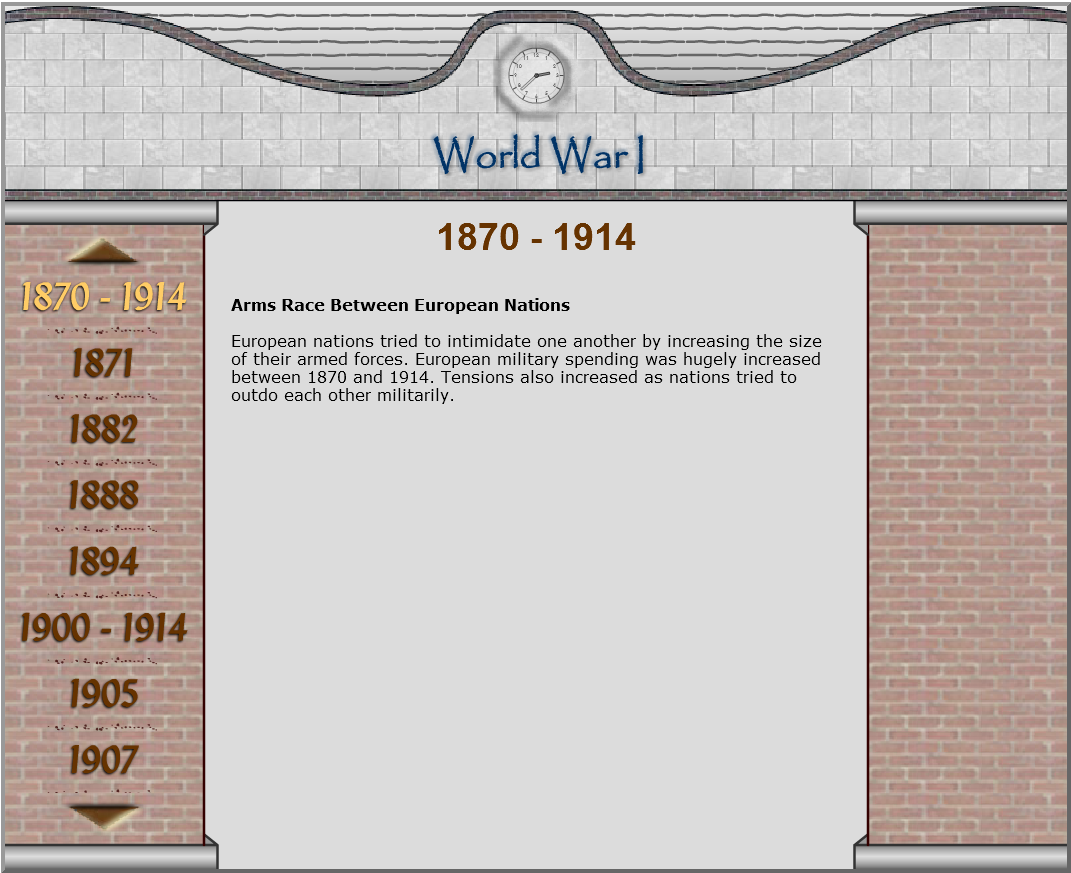 World War I
1870 - 1914
1870 - 1914
1871
1882
1888
1894
1900 - 1914
1905
1907
Arms Race Between European Nations
European nations tried to intimidate one another by increasing the size
of their armed forces. European military spending was hugely increased
between 1870 and 1914. Tensions also increased as nations tried to
outdo each other militarily.